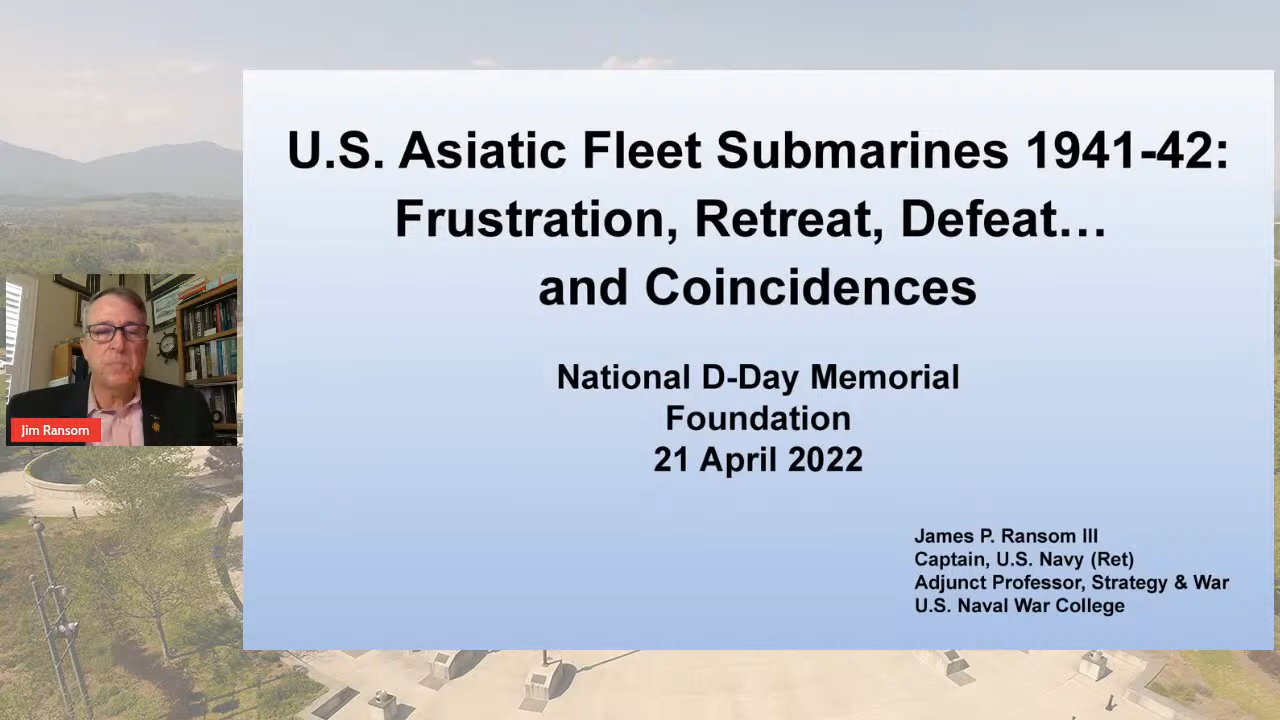 U.S. Asiatic Fleet Submarines 1941-42:
Frustration, Retreat, Defeat…
and Coincidences
National D-Day Memorial
Foundation
21 April 2022
James P. Ransom III
Captain, U.S. Navy (Ret)
Adjunct Professor, Strategy & War
U.S. Naval War College
Jim Ransom